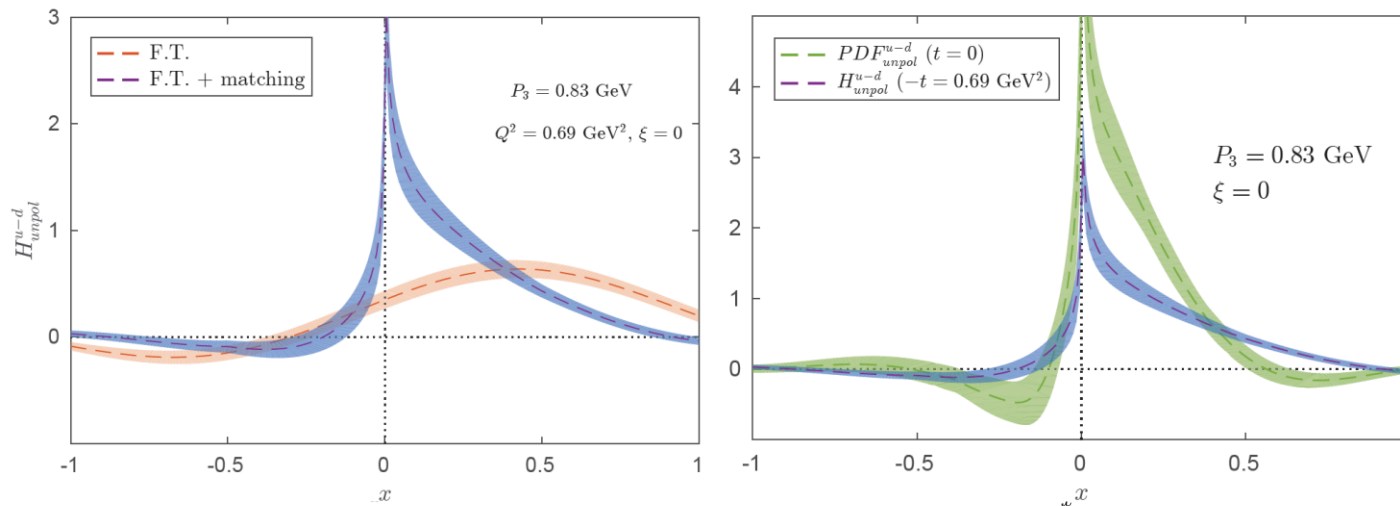 3
2
1
0
-1
-0.5
0
0.5
1
H^{u-d}_{unpol}
x
F.T.
F.T. + matching
P_3 = 0.83 GeV
Q^2 = 0.69 GeV^2, ξ = 0
4
3
2
1
0
-1
-0.5
0
0.5
x
PDF^{u-d}_{unpol} (t = 0)
H^{u-d}_{unpol} (-t = 0.69 GeV^2)
P_3 = 0.83 GeV
ξ = 0